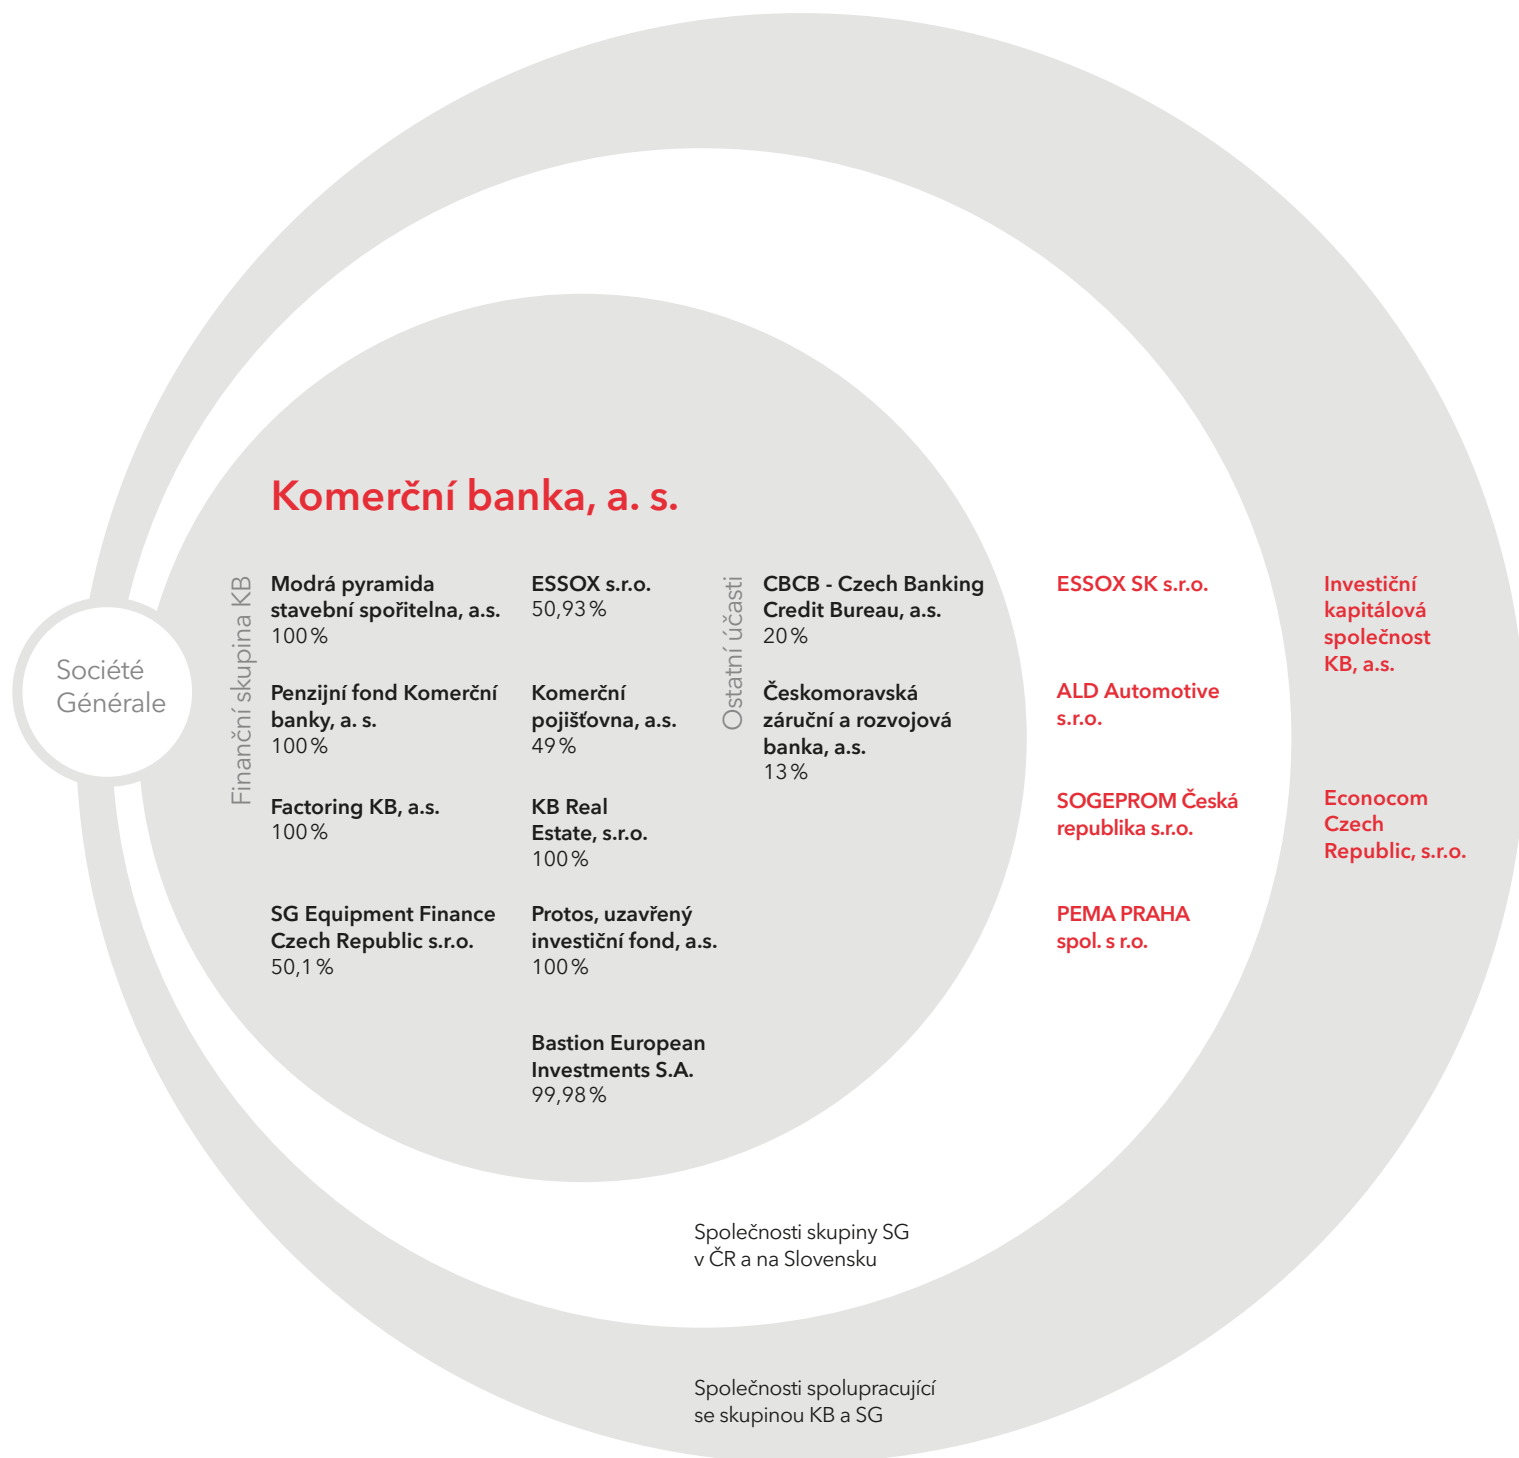 Société
Générale
Komerční banka, a. s.
Finanční skupina KB
Modrá pyramida
stavební spořitelna, a.s.
100 %
Penzijní fond Komerční
banky, a. s.
100 %
Factoring KB, a.s.
100 %
SG Equipment Finance
Czech Republic s.r.o.
50,1 %
ESSOX s.r.o.
50,93 %
Komerční
pojišťovna, a.s.
49 %
KB Real
Estate, s.r.o.
100 %
Protos, uzavřený
investiční fond, a.s.
100 %
Bastion European
Investments S.A.
99,98 %
Ostatní účasti
CBCB - Czech Banking
Credit Bureau, a.s.
20 %
Českomoravská
záruční a rozvojová
banka, a.s.
13 %
ESSOX SK s.r.o.
ALD Automotive
s.r.o.
SOGEPROM Česká
republika s.r.o.
PEMA PRAHA
spol. s r.o.
Investiční
kapitálová
společnost
KB, a.s.
Econocom
Czech
Republic, s.r.o.
Společnosti skupiny SG
v ČR a na Slovensku
Společnosti spolupracující
se skupinou KB a SG